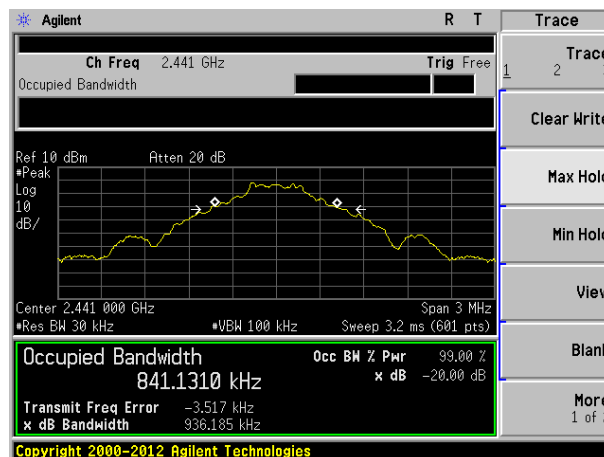 Agilent R T Trace
Ch Freq 2.441 GHz Trig Free
Occupied Bandwidth
Trace
1 2
Clear Write
Max Hold
Min Hold
View
Blank
More
1 of
Ref 10 dBm Atten 20 dB
#Peak
Log
10
dB/
Center 2.441 000 GHz Span 3 MHz
#Res BW 30 kHz #VBW 100 kHz Sweep 3.2 ms (601 pts)
Occupied Bandwidth Occ BW % Pwr 99.00 %
841.1310 kHz x dB -20.00 dB
Transmit Freq Error -3.517 kHz
x dB Bandwidth 936.185 kHz
Copyright 2000-2012 Agilent Technologies